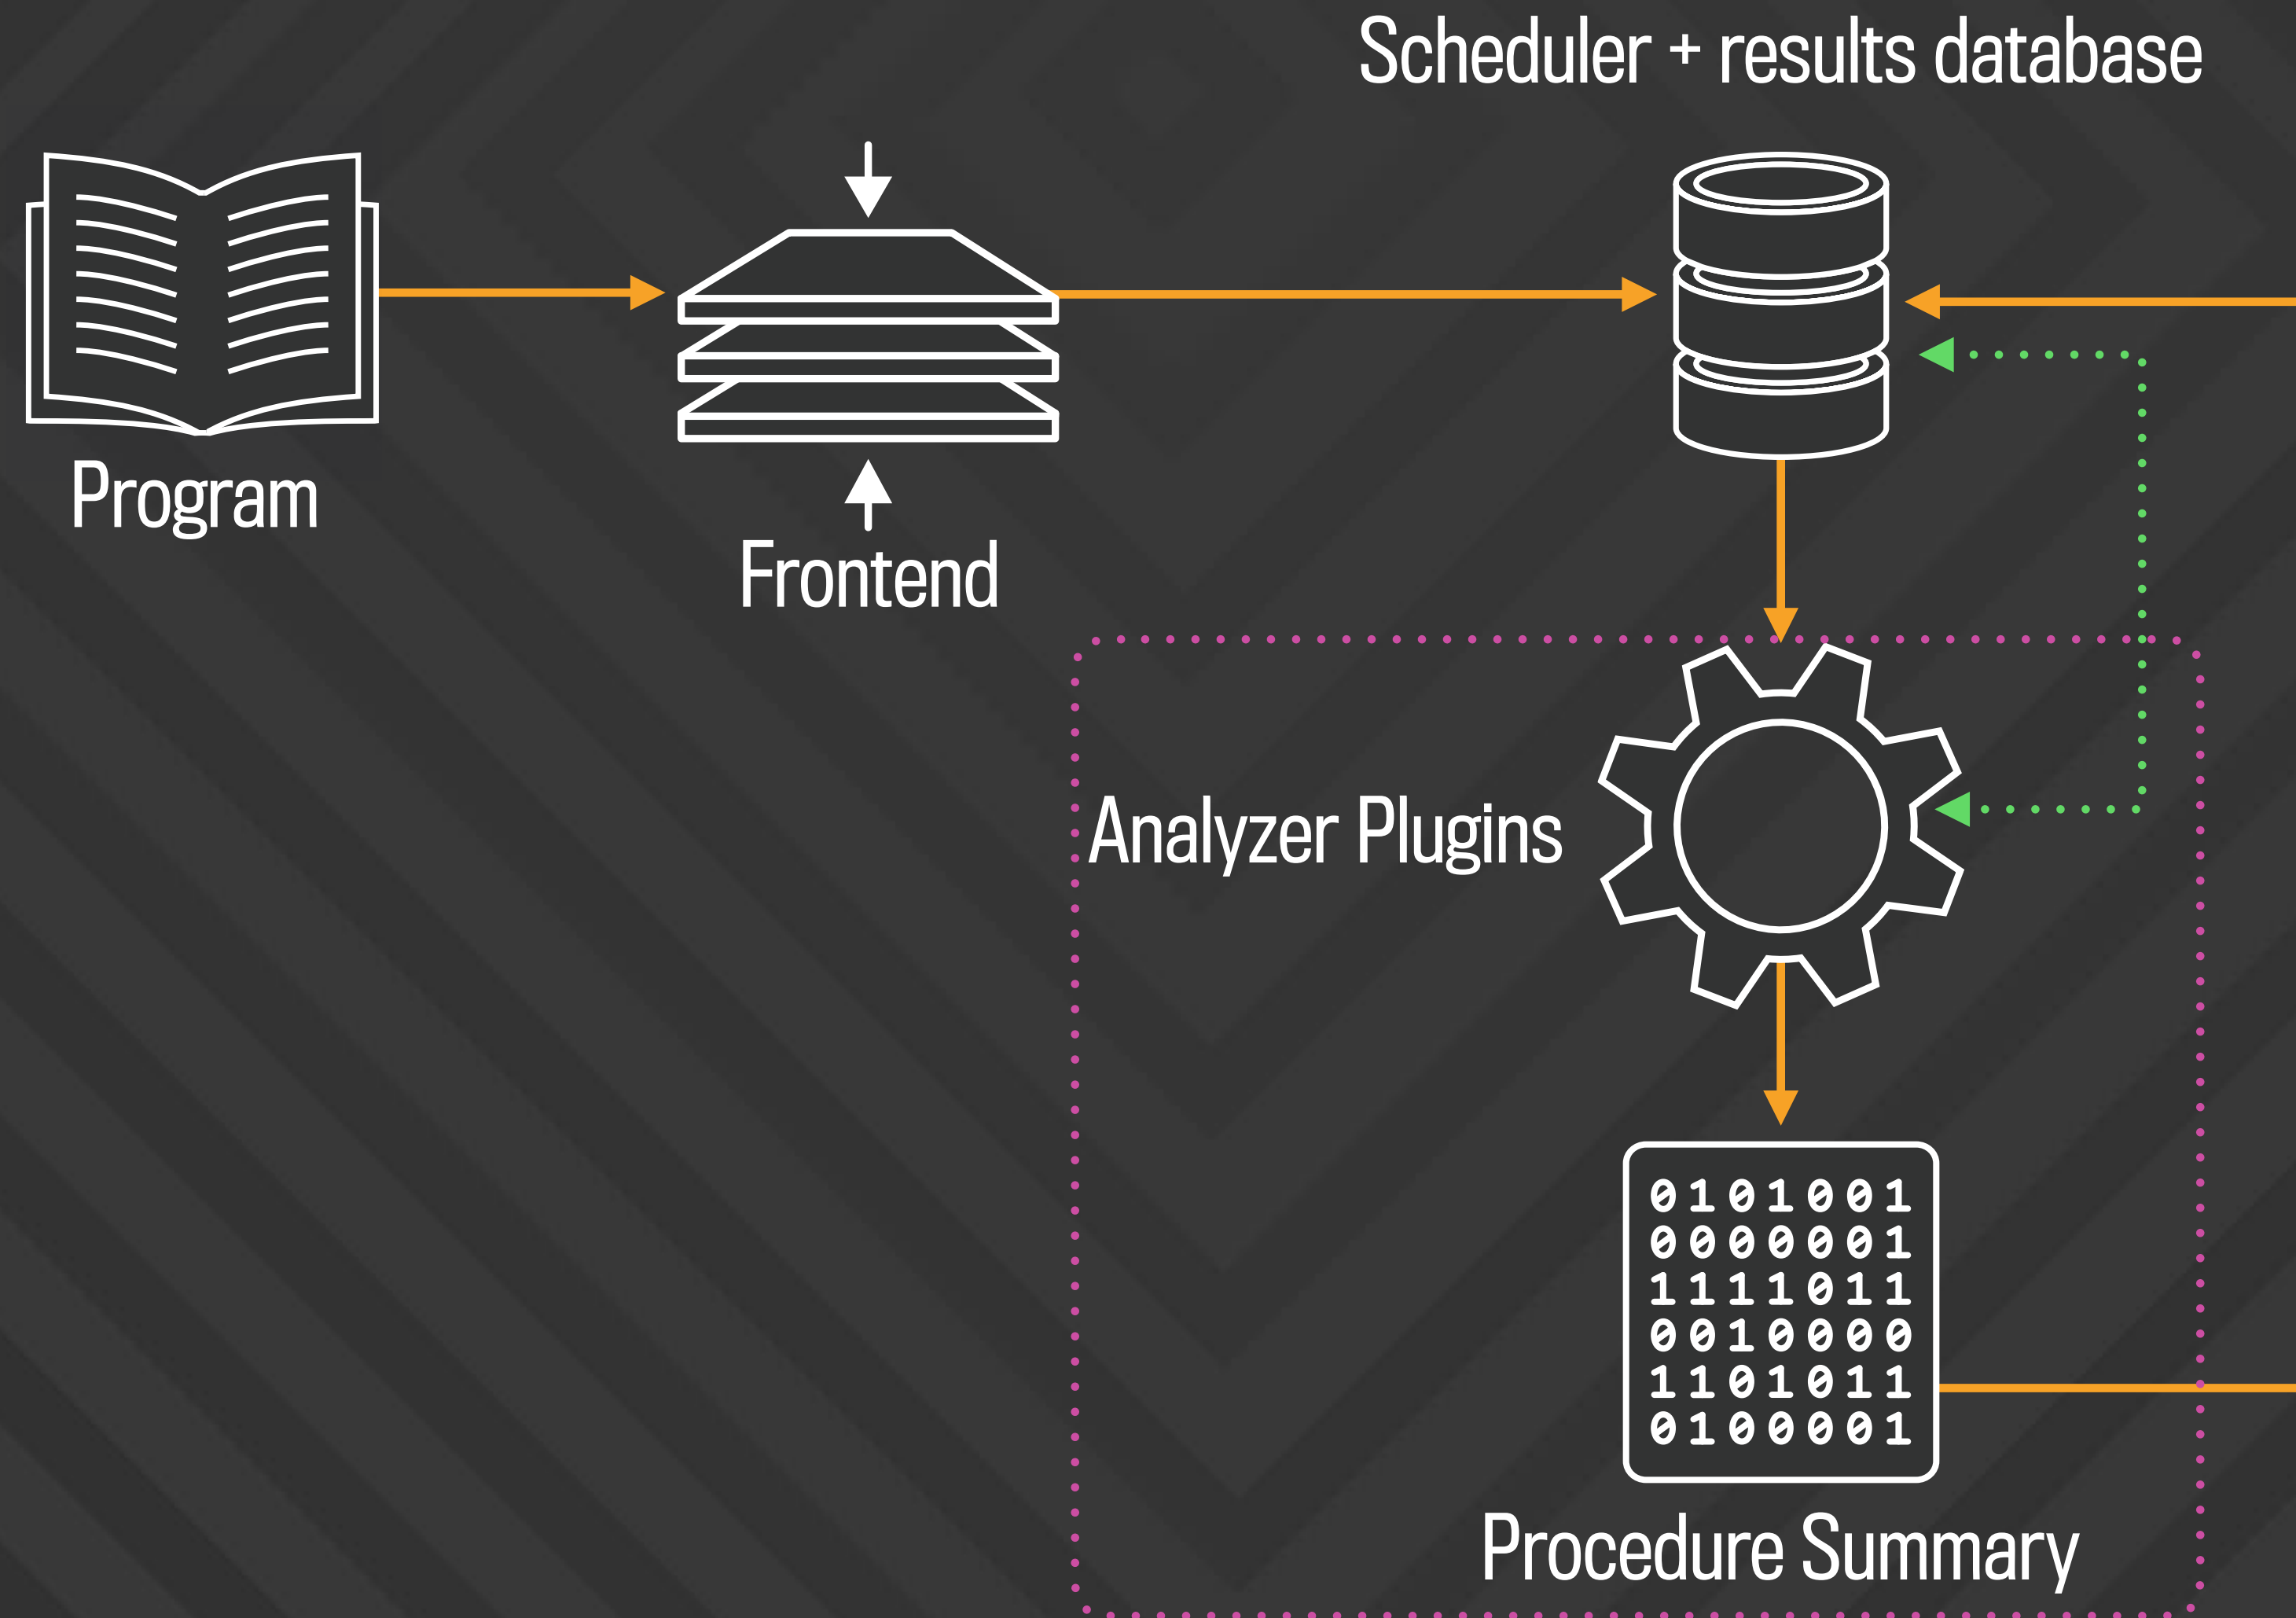 Scheduler + results database
Program
Frontend
Analyzer Plugins
0101001
0000001
1111011
0010000
1101011
0100001
Procedure Summary